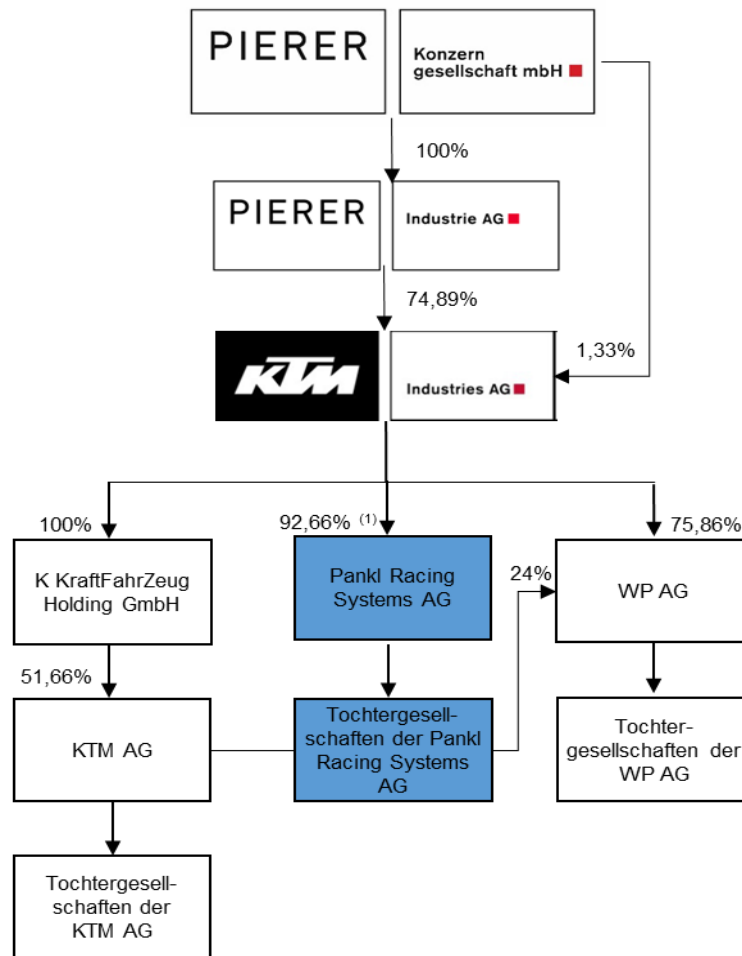 PIERER
Konzern
gesellschaft mbH
100%
PIERER
Industrie AG
74,89%
KTM
Industries AG
1,33%
100%
92,66% (1)
75,86%
K KraftFahrZeug
Holding GmbH
Pankl Racing
Systems AG
24%
WP AG
51,66%
KTM AG
Tochtergesell-
schaften der Pankl
Racing Systems
AG
Tochter-
gesellschaften der
WP AG
Tochtergesell-
schaften der
KTM AG